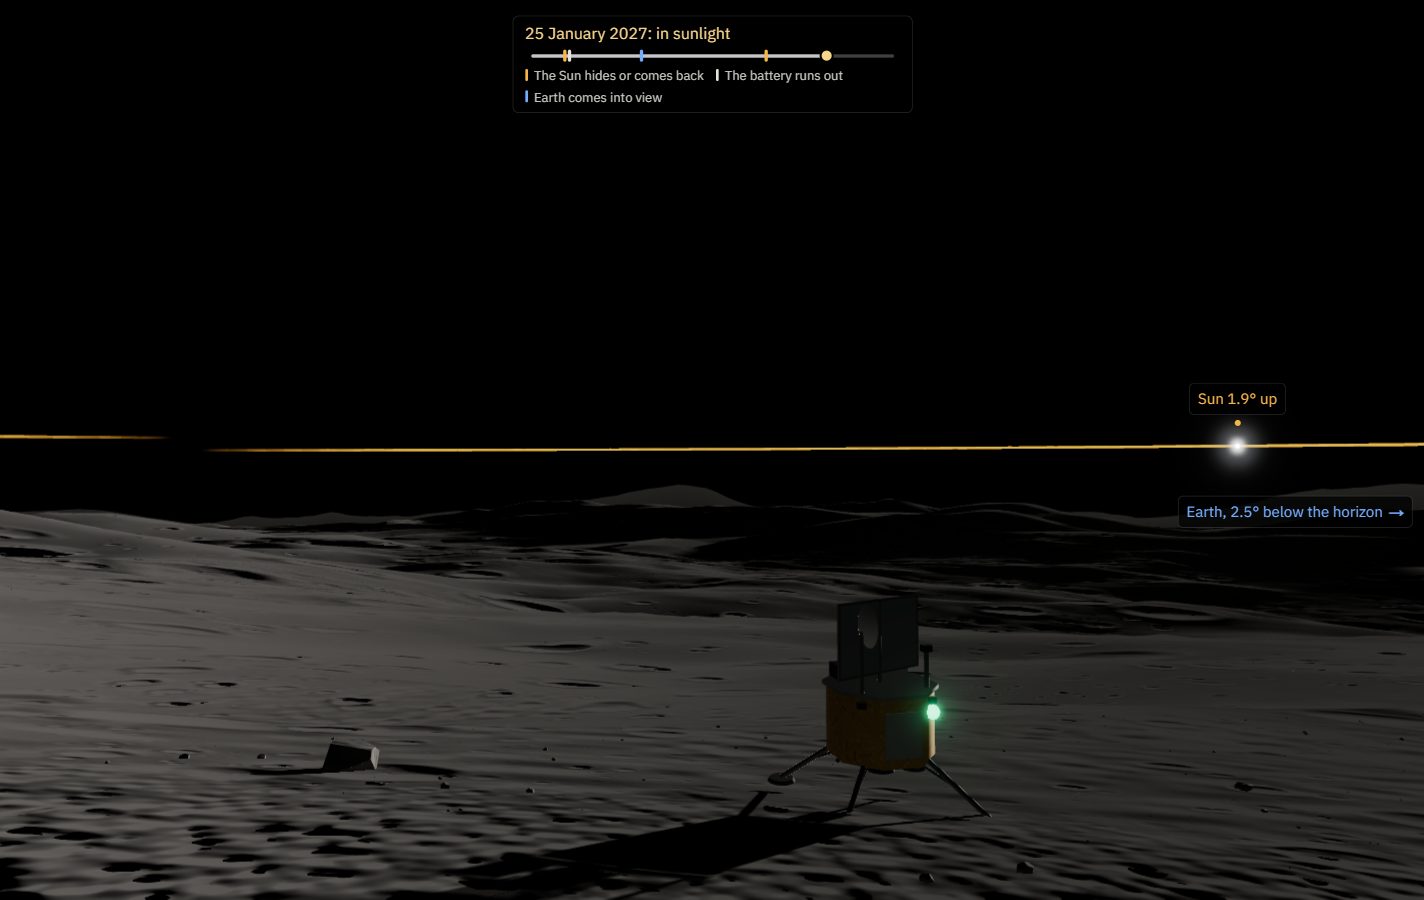 25 January 2027: in sunlight
The Sun hides or comes back The battery runs out
Earth comes into view
Sun 1.9° up
Earth, 2.5° below the horizon →